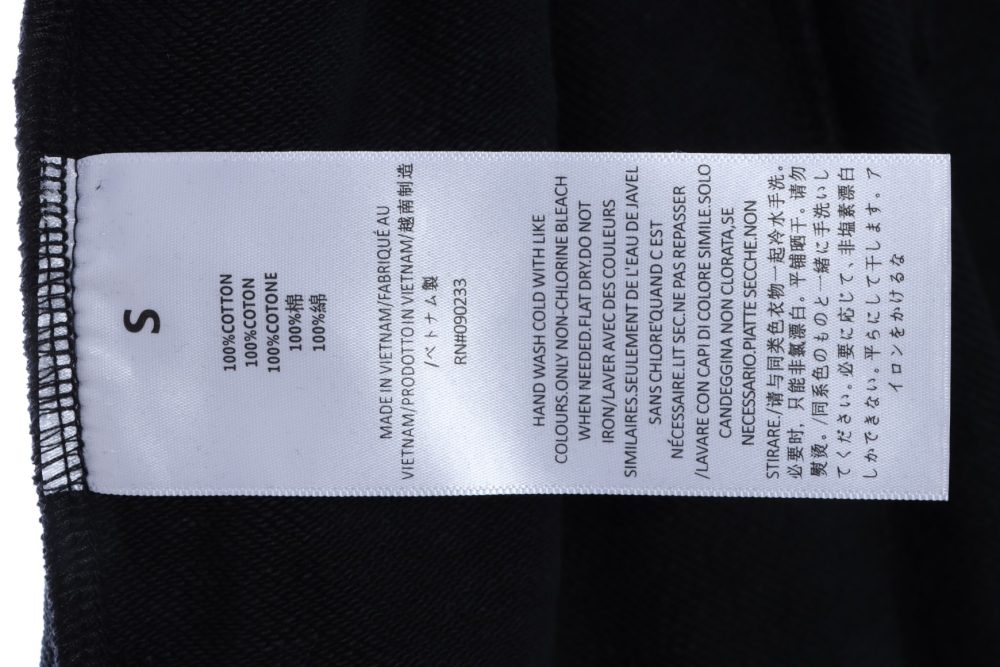 S
100%COTTON
100%COTON
100%COTONE
100%棉
100%綿
MADE IN VIETNAM/FABRIQUÉ AU
VIETNAM/PRODOTTO IN VIETNAM/越南制造
/ベトナム製
RN#090233
HAND WASH COLD WITH LIKE
COLOURS.ONLY NON-CHLORINE BLEACH
WHEN NEEDED.FLAT DRY.DO NOT
IRON/LAVER AVEC DES COULEURS
SIMILAIRES.SEULEMENT DE L'EAU DE JAVEL
SANS CHLORE'QUAND C EST
NÉCESSAIRE.LIT SEC.NE PAS REPASSER
/LAVARE CON CAPI DI COLORE SIMILE.SOLO
CANDEGGINA NON CLORATA,SE
NECESSARIO.PIATTE SECCHE.NON
STIRARE./请与同类色衣物一起冷水手洗。
必要时，只能非氯漂白。平铺晒干。请勿
熨烫。/同系色のものと一緒に手洗いし
てください。必要に応じて、非塩素漂白
しかできない。平らにして干します。ア
イロンをかけるな